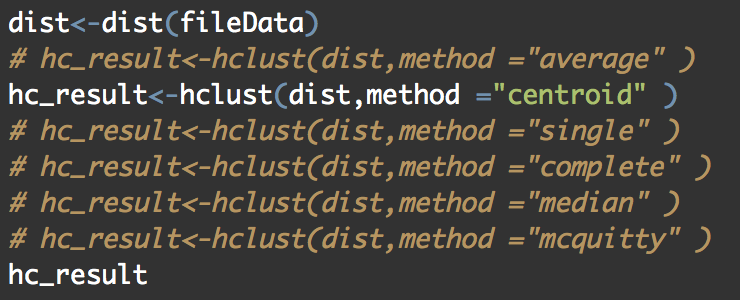 dist<-dist(fileData)
# hc_result<-hclust(dist,method ="average" )
hc_result<-hclust(dist,method ="centroid" )
# hc_result<-hclust(dist,method ="single" )
# hc_result<-hclust(dist,method ="complete" )
# hc_result<-hclust(dist,method ="median" )
# hc_result<-hclust(dist,method ="mcquitty" )
hc_result